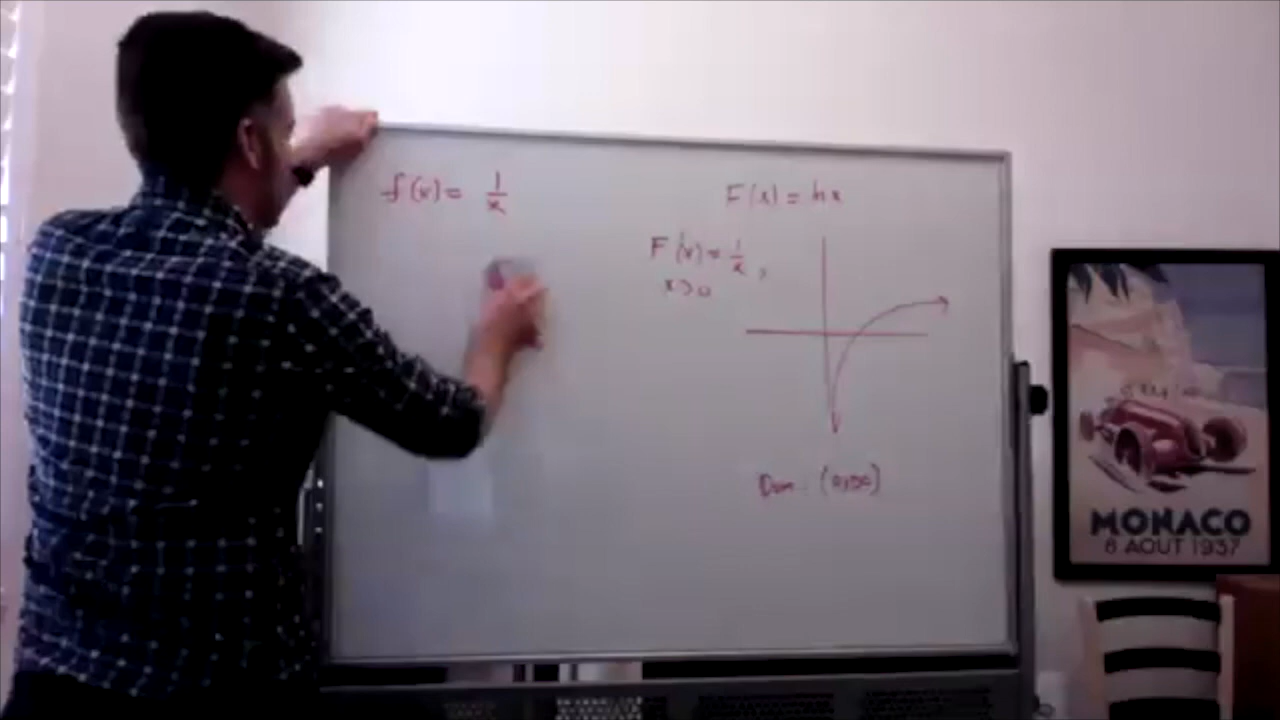 f(x) = 1/x
F(x) = ln x
F'(x) = 1/x,
x > 0
Dom: (0,∞)
MONACO
8 AOUT 1937